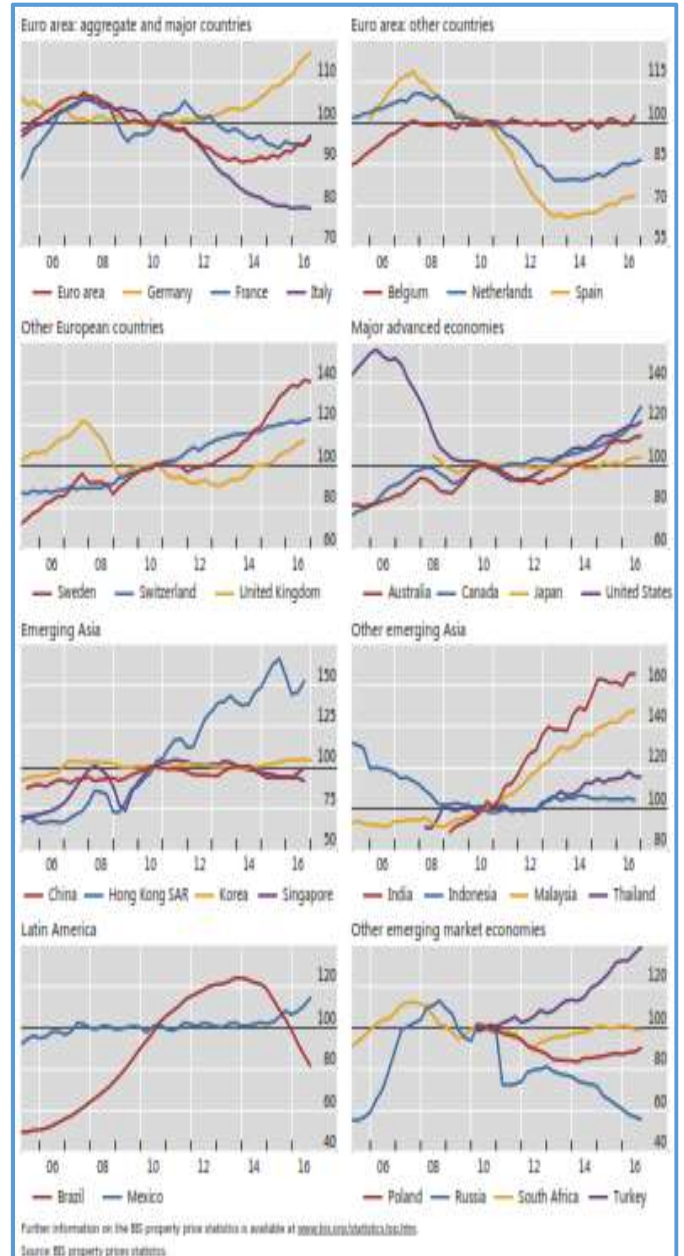 Euro area: aggregate and major countries
110
100
90
80
70
06 08 10 12 14 16
Euro area Germany France Italy
Euro area: other countries
115
100
85
70
55
06 08 10 12 14 16
Belgium Netherlands Spain
Other European countries
140
120
100
80
60
06 08 10 12 14 16
Sweden Switzerland United Kingdom
Major advanced economies
140
120
100
80
60
06 08 10 12 14 16
Australia Canada Japan United States
Emerging Asia
150
125
100
75
50
06 08 10 12 14 16
China Hong Kong SAR Korea Singapore
Other emerging Asia
160
140
120
100
80
06 08 10 12 14 16
India Indonesia Malaysia Thailand
Latin America
120
100
80
60
40
06 08 10 12 14 16
Brazil Mexico
Other emerging market economies
120
100
80
60
40
06 08 10 12 14 16
Poland Russia South Africa Turkey
Further information on the BIS property price statistics is available at
Source: BIS property prices statistics.